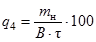 q₄ = mн / (B · τ) · 100